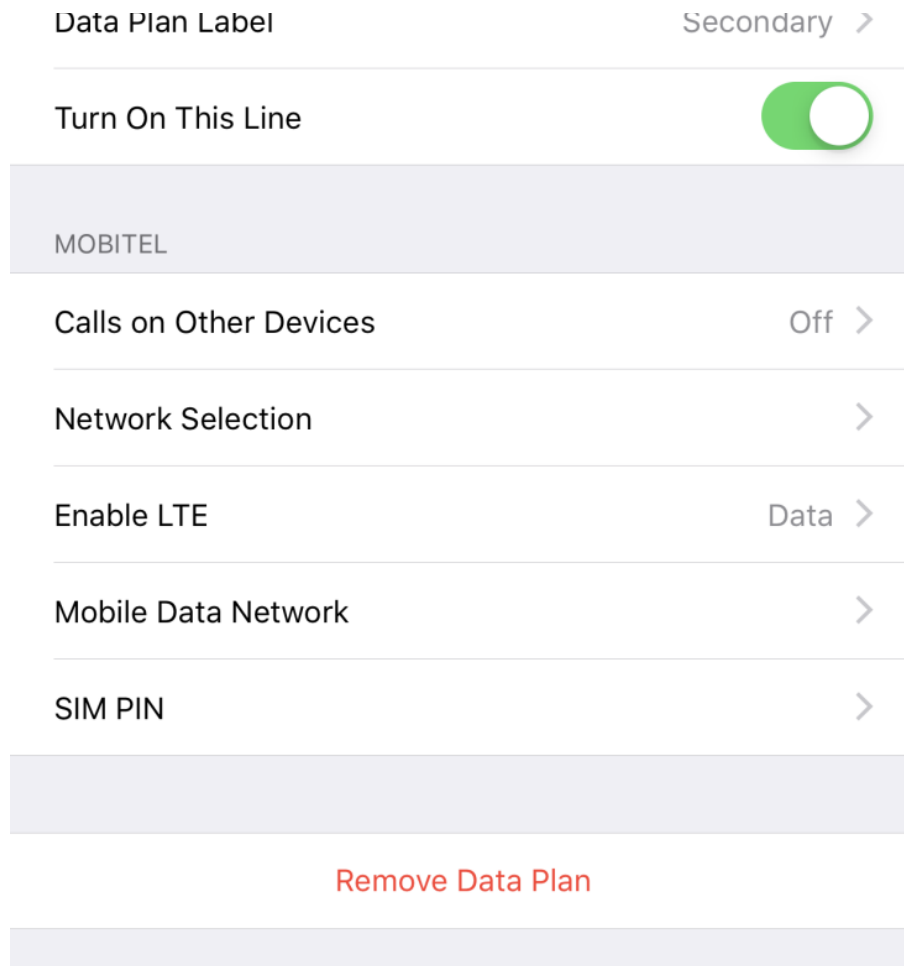 Data Plan Label Secondary
Turn On This Line
MOBITEL
Calls on Other Devices Off
Network Selection
Enable LTE Data
Mobile Data Network
SIM PIN
Remove Data Plan